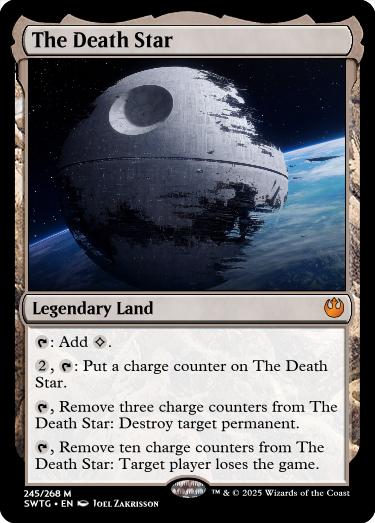 The Death Star
Legendary Land
: Add .
2, : Put a charge counter on The Death
Star.
, Remove three charge counters from The
Death Star: Destroy target permanent.
, Remove ten charge counters from The
Death Star: Target player loses the game.
245/268 M
SWTG • EN Joel Zakrisson
™ & © 2025 Wizards of the Coast